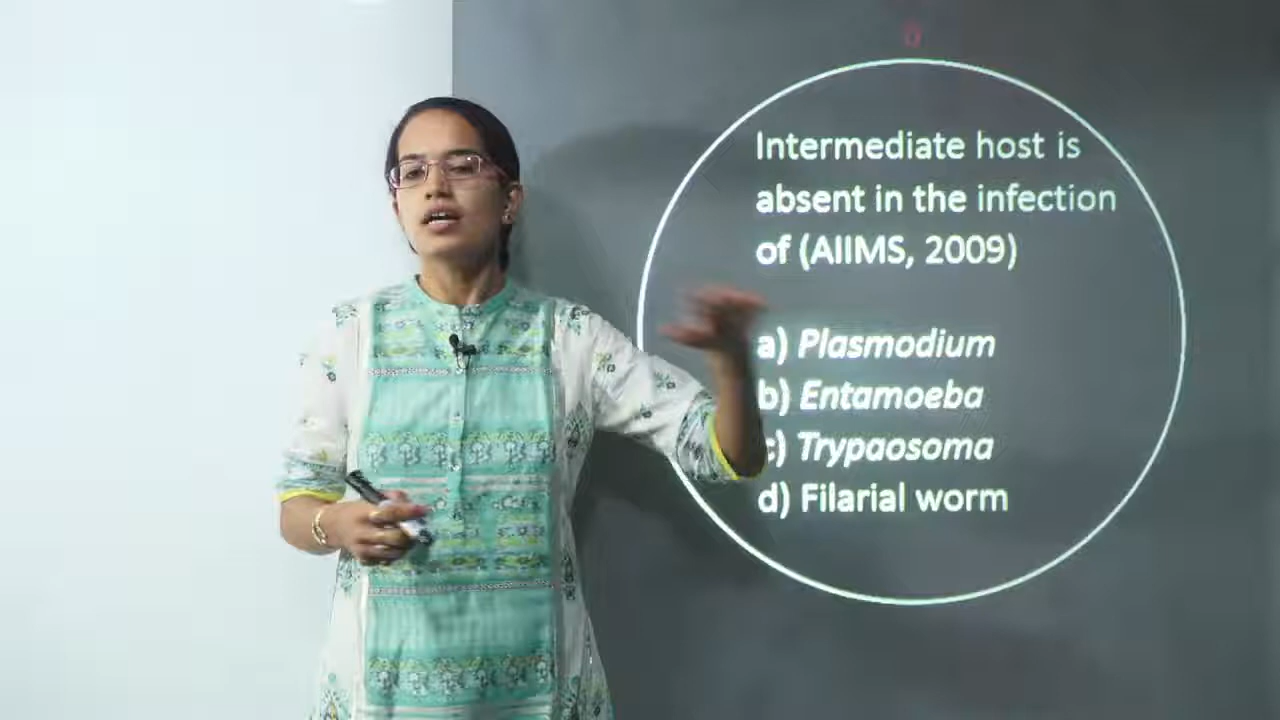 Intermediate host is
absent in the infection
of (AIIMS, 2009)
a) Plasmodium
b) Entamoeba
c) Trypaosoma
d) Filarial worm